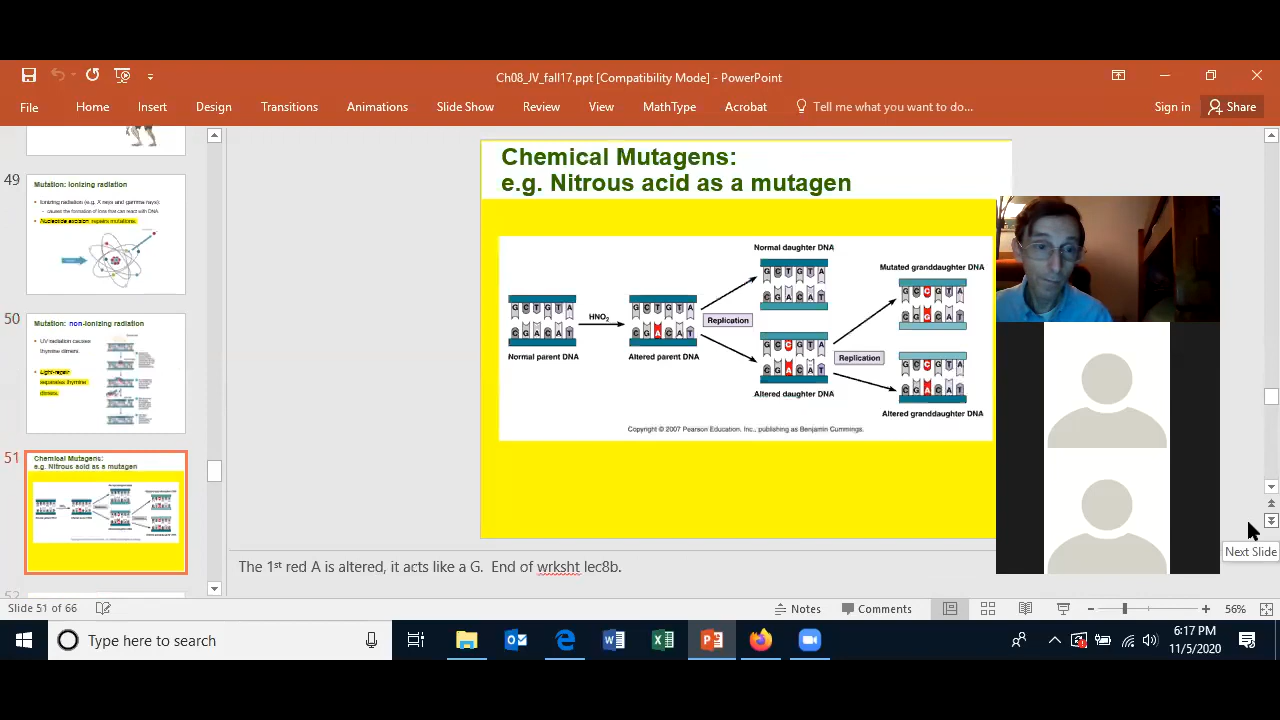 Ch08_JV_fall17.ppt [Compatibility Mode] - PowerPoint
File Home Insert Design Transitions Animations Slide Show Review View MathType Acrobat Tell me what you want to do... Sign in Share
49
Mutation: Ionizing radiation
Ionizing radiation (e.g. X rays and gamma rays):
– causes the formation of ions that can react with DNA
Nucleotide excision repairs mutations.
50
Mutation: non-ionizing radiation
UV radiation causes
thymine dimers.
Light-repair
separates thymine
dimers.
51
Chemical Mutagens:
e.g. Nitrous acid as a mutagen
Chemical Mutagens:
e.g. Nitrous acid as a mutagen
Normal daughter DNA
G C T G T A
C G A C A T
Mutated granddaughter DNA
G C C G T A
C G G C A T
G C T G T A
C G A C A T
Normal parent DNA
HNO2
G C T G T A
C G A C A T
Altered parent DNA
Replication
G C C G T A
C G A C A T
Altered daughter DNA
Replication
G C C G T A
C G A C A T
Altered granddaughter DNA
Copyright © 2007 Pearson Education, Inc., publishing as Benjamin Cummings.
The 1st red A is altered, it acts like a G. End of wrksht lec8b.
Next Slide
52
Slide 51 of 66 Notes Comments 56%
Type here to search
6:17 PM
11/5/2020